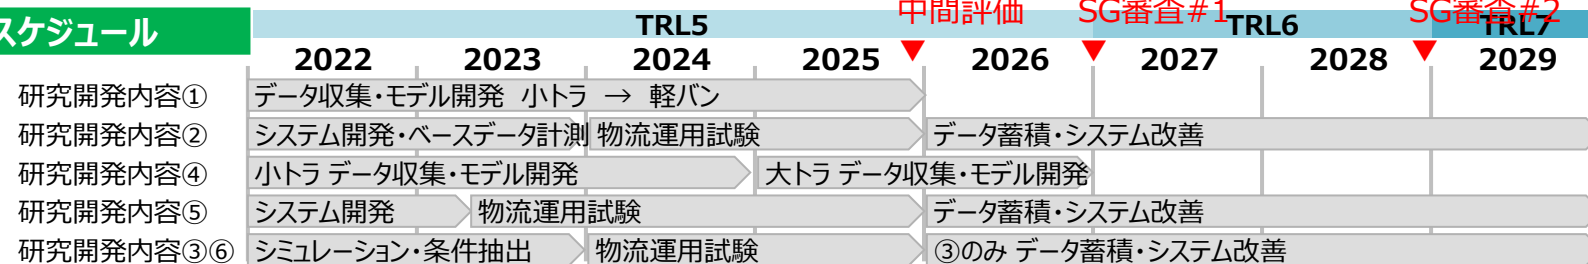 スケジュール
中間評価 SG審査#1 SG審査#2
TRL5 TRL6 TRL7
2022 2023 2024 2025 2026 2027 2028 2029
研究開発内容① データ収集・モデル開発 小トラ → 軽バン
研究開発内容② システム開発・ベースデータ計測 物流運用試験 データ蓄積・システム改善
研究開発内容④ 小トラ データ収集・モデル開発 大トラ データ収集・モデル開発
研究開発内容⑤ システム開発 物流運用試験 データ蓄積・システム改善
研究開発内容③⑥ シミュレーション・条件抽出 物流運用試験 ③のみ データ蓄積・システム改善